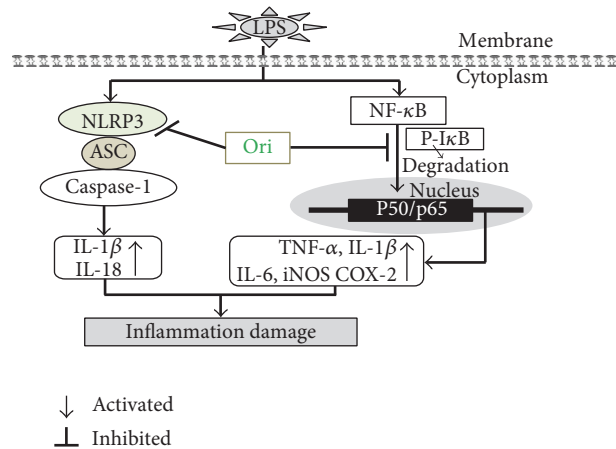 LPS
Membrane
Cytoplasm
NLRP3
ASC
Caspase-1
Ori
NF-κB
P-IκB
Degradation
Nucleus
P50/p65
IL-1β
IL-18
TNF-α, IL-1β
IL-6, iNOS COX-2
Inflammation damage
Activated
Inhibited